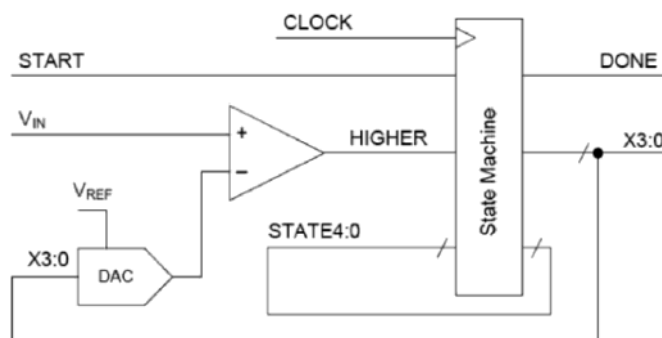 CLOCK
START
DONE
VIN
HIGHER
X3:0
State Machine
VREF
STATE4:0
X3:0
DAC
+
−